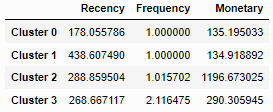 Recency Frequency Monetary
Cluster 0 178.055786 1.000000 135.195033
Cluster 1 438.607490 1.000000 134.918892
Cluster 2 288.859504 1.015702 1196.673025
Cluster 3 268.667117 2.116475 290.305945